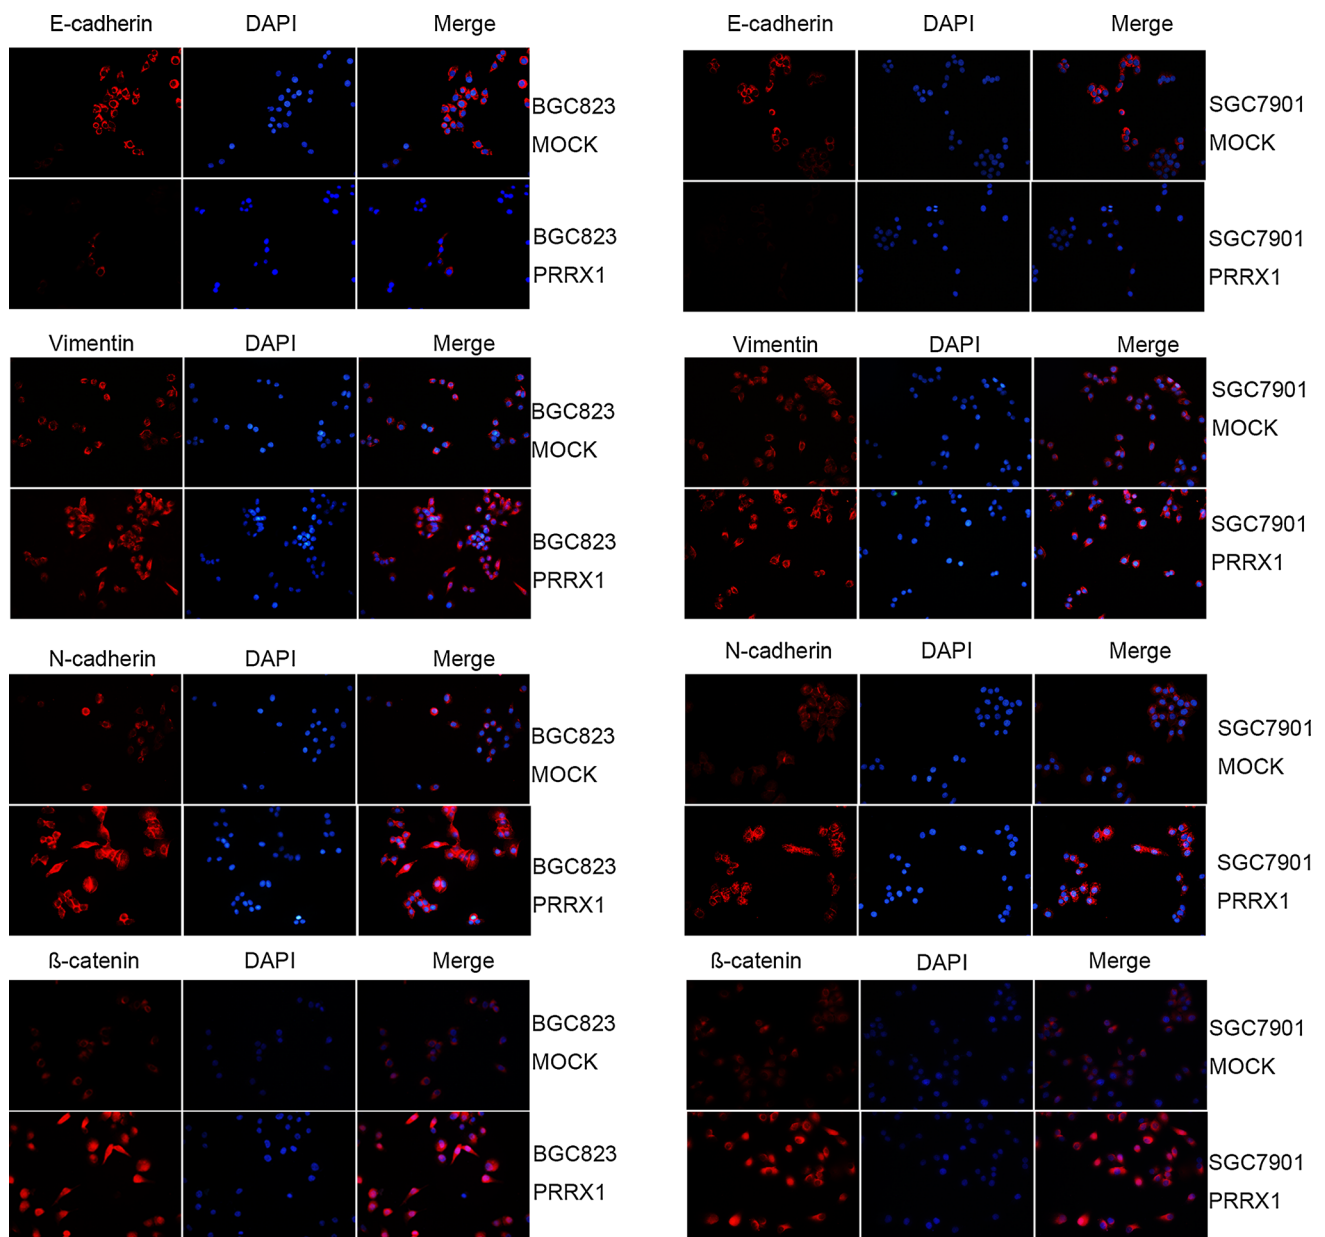 E-cadherin DAPI Merge
BGC823
MOCK
BGC823
PRRX1
E-cadherin DAPI Merge
SGC7901
MOCK
SGC7901
PRRX1
Vimentin DAPI Merge
BGC823
MOCK
BGC823
PRRX1
Vimentin DAPI Merge
SGC7901
MOCK
SGC7901
PRRX1
N-cadherin DAPI Merge
BGC823
MOCK
BGC823
PRRX1
N-cadherin DAPI Merge
SGC7901
MOCK
SGC7901
PRRX1
ß-catenin DAPI Merge
BGC823
MOCK
BGC823
PRRX1
ß-catenin DAPI Merge
SGC7901
MOCK
SGC7901
PRRX1